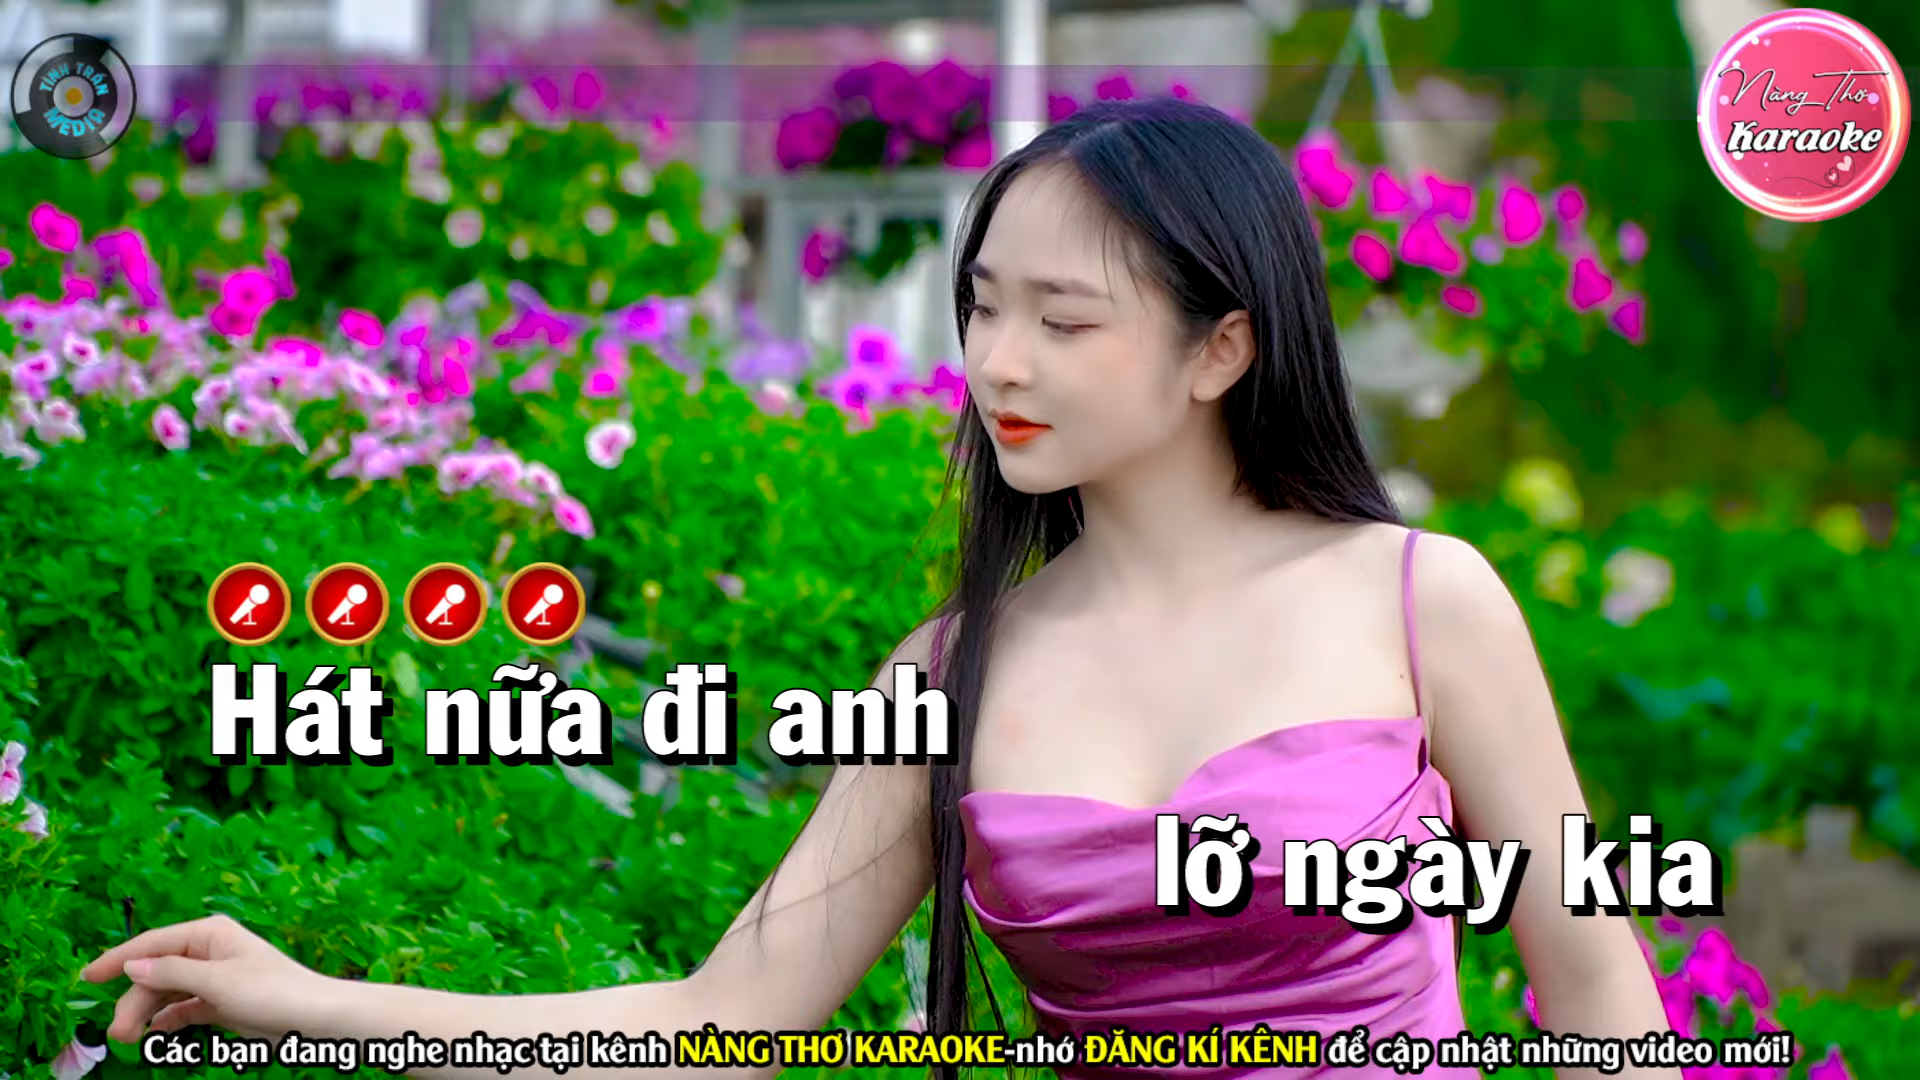 TÌNH TRẦN
MEDIA
Nàng Thơ
Karaoke
Hát nữa đi anh
lỡ ngày kia
Các bạn đang nghe nhạc tại kênh NÀNG THƠ KARAOKE-nhớ ĐĂNG KÍ KÊNH để cập nhật những video mới!